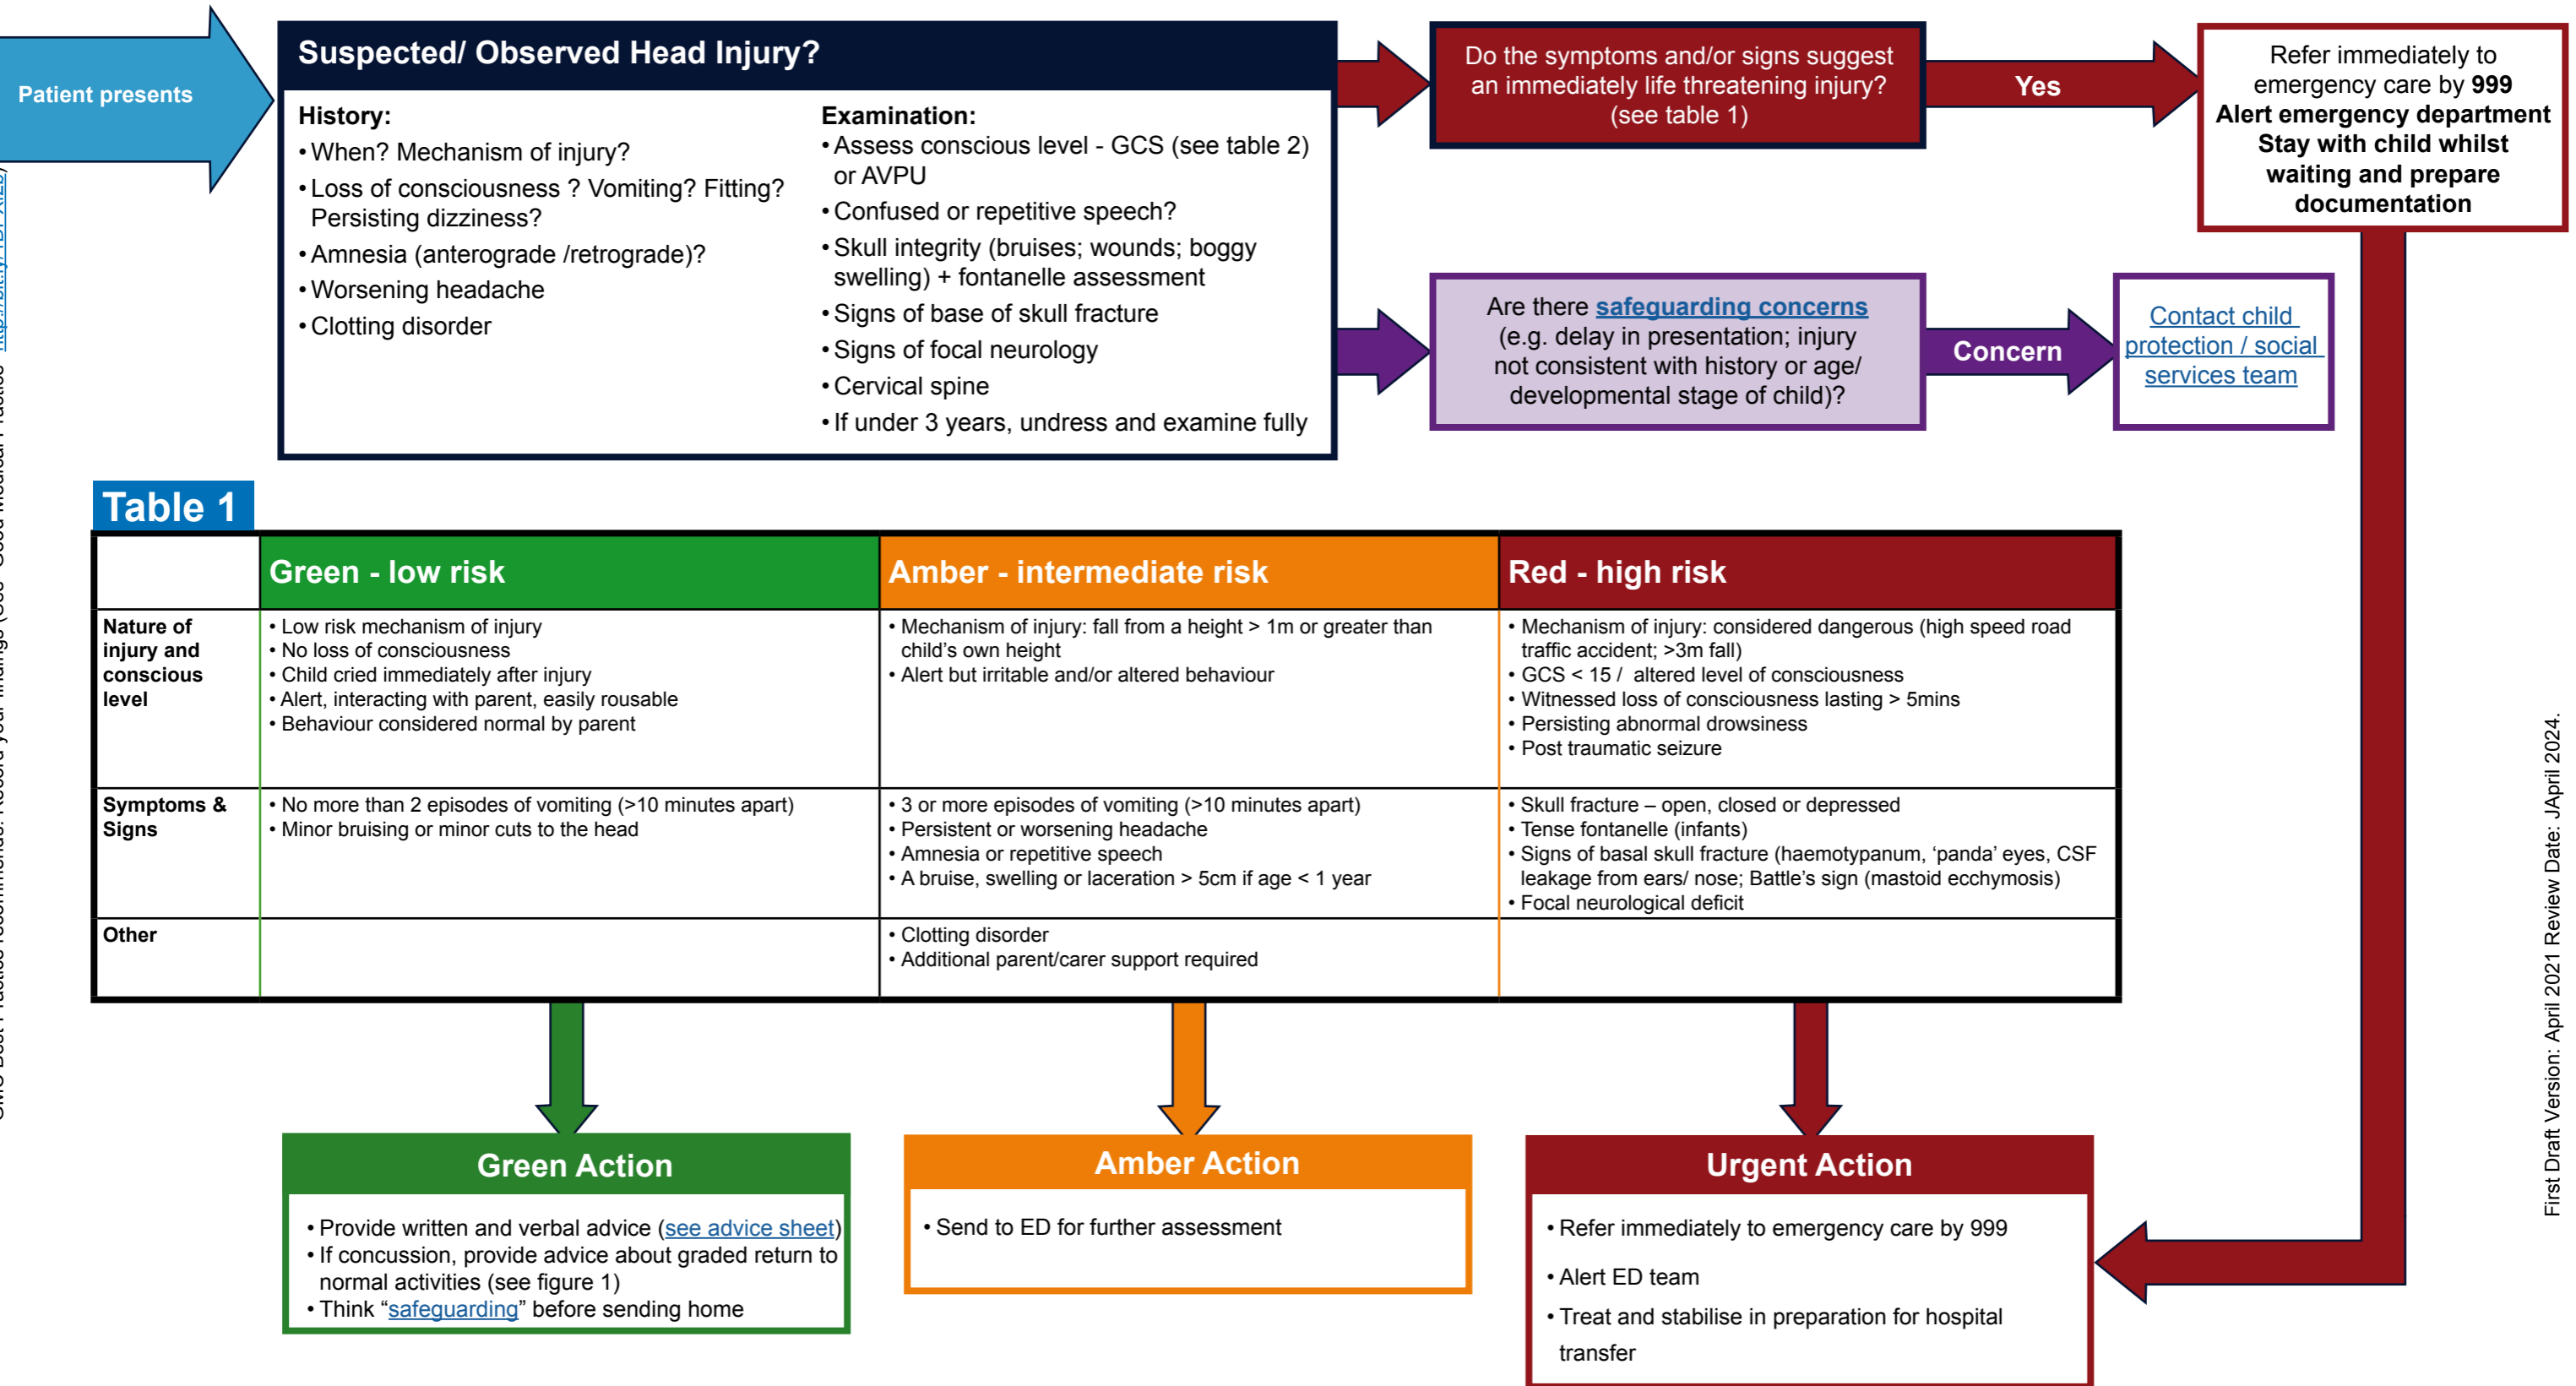 Patient presents
Suspected/ Observed Head Injury?
History:
• When? Mechanism of injury?
• Loss of consciousness ? Vomiting? Fitting?
Persisting dizziness?
• Amnesia (anterograde /retrograde)?
• Worsening headache
• Clotting disorder
Examination:
• Assess conscious level - GCS (see table 2)
or AVPU
• Confused or repetitive speech?
• Skull integrity (bruises; wounds; boggy
swelling) + fontanelle assessment
• Signs of base of skull fracture
• Signs of focal neurology
• Cervical spine
• If under 3 years, undress and examine fully
Do the symptoms and/or signs suggest
an immediately life threatening injury?
(see table 1)
Yes
Refer immediately to
emergency care by 999
Alert emergency department
Stay with child whilst
waiting and prepare
documentation
Are there safeguarding concerns
(e.g. delay in presentation; injury
not consistent with history or age/
developmental stage of child)?
Concern
Contact child
protection / social
services team
Table 1
Green - low risk
Amber - intermediate risk
Red - high risk
Nature of
injury and
conscious
level
• Low risk mechanism of injury
• No loss of consciousness
• Child cried immediately after injury
• Alert, interacting with parent, easily rousable
• Behaviour considered normal by parent
• Mechanism of injury: fall from a height > 1m or greater than
child's own height
• Alert but irritable and/or altered behaviour
• Mechanism of injury: considered dangerous (high speed road
traffic accident; >3m fall)
• GCS < 15 / altered level of consciousness
• Witnessed loss of consciousness lasting > 5mins
• Persisting abnormal drowsiness
• Post traumatic seizure
Symptoms &
Signs
• No more than 2 episodes of vomiting (>10 minutes apart)
• Minor bruising or minor cuts to the head
• 3 or more episodes of vomiting (>10 minutes apart)
• Persistent or worsening headache
• Amnesia or repetitive speech
• A bruise, swelling or laceration > 5cm if age < 1 year
• Skull fracture – open, closed or depressed
• Tense fontanelle (infants)
• Signs of basal skull fracture (haemotypanum, ‘panda’ eyes, CSF
leakage from ears/ nose; Battle's sign (mastoid ecchymosis)
• Focal neurological deficit
Other
• Clotting disorder
• Additional parent/carer support required
Green Action
• Provide written and verbal advice (see advice sheet)
• If concussion, provide advice about graded return to
normal activities (see figure 1)
• Think “safeguarding” before sending home
Amber Action
• Send to ED for further assessment
Urgent Action
• Refer immediately to emergency care by 999
• Alert ED team
• Treat and stabilise in preparation for hospital
transfer
First Draft Version: April 2021 Review Date: JApril 2024.